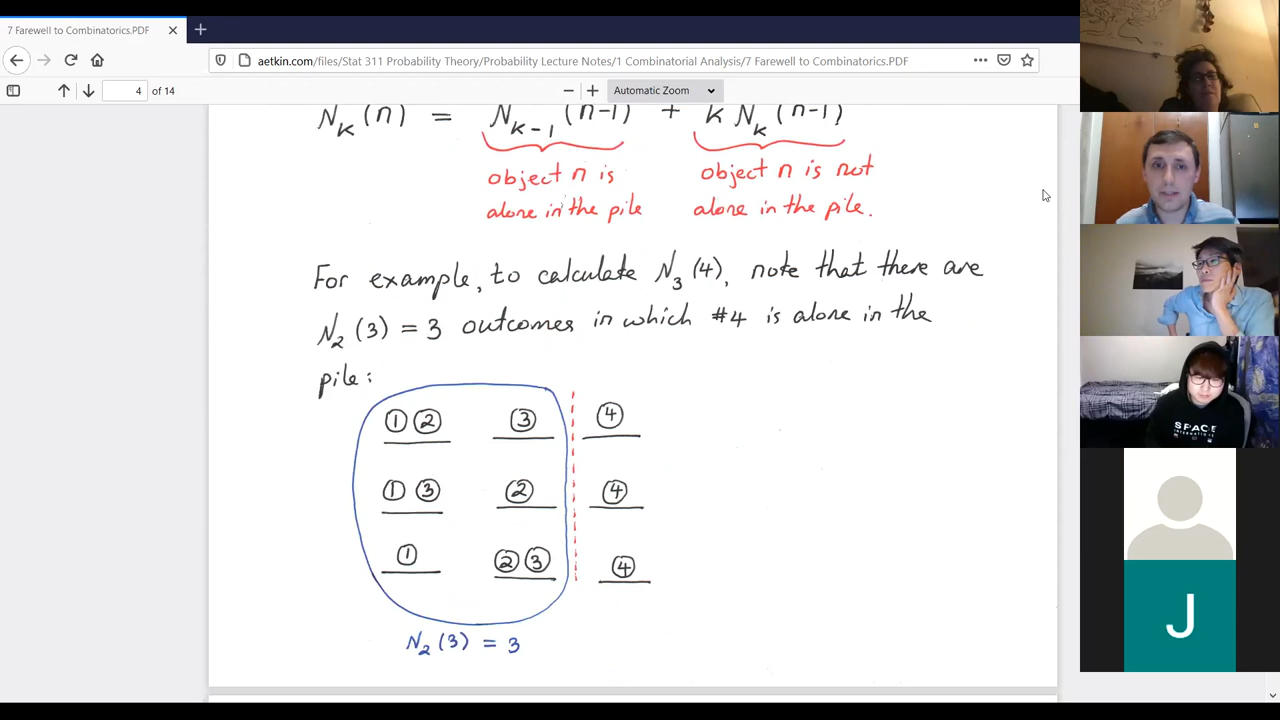 7 Farewell to Combinatorics.PDF
aetkin.com/files/Stat 311 Probability Theory/Probability Lecture Notes/1 Combinatorial Analysis/7 Farewell to Combinatorics.PDF
4 of 14
Automatic Zoom
N_k (n) = N_{k-1} (n-1) + k N_k (n-1)
object n is
alone in the pile
object n is not
alone in the pile.
For example, to calculate N_3 (4), note that there are
N_2 (3) = 3 outcomes in which #4 is alone in the
pile:
① ② ③ ④
① ③ ② ④
① ② ③ ④
N_2 (3) = 3
SPACE
J